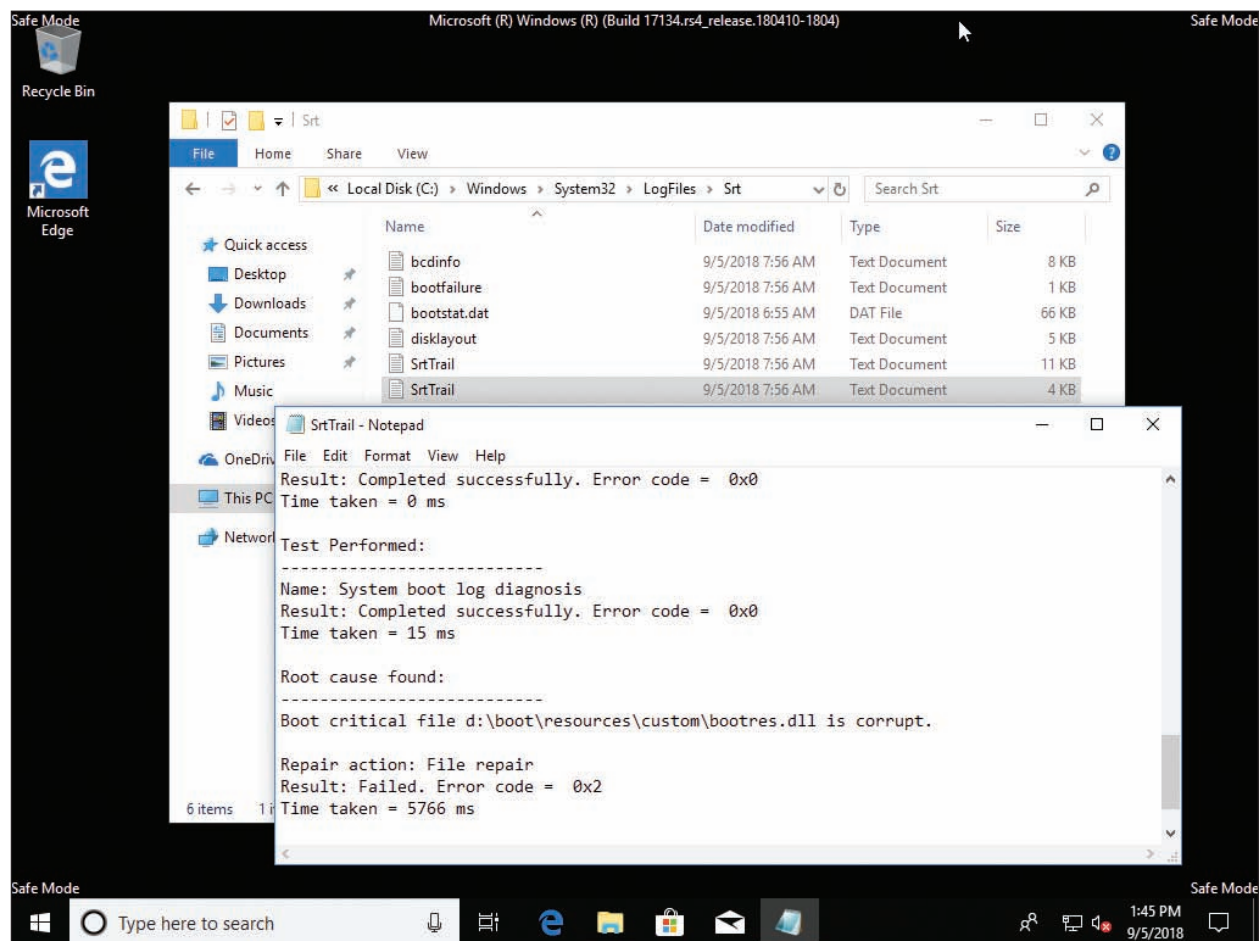 Safe Mode
Microsoft (R) Windows (R) (Build 17134.rs4_release.180410-1804)
Safe Mode
Recycle Bin
Microsoft
Edge
Srt
File Home Share View
« Local Disk (C:) › Windows › System32 › LogFiles › Srt
Search Srt
Name Date modified Type Size
Quick access
Desktop
Downloads
Documents
Pictures
Music
Videos
OneDriv
This PC
Networ
bcdinfo 9/5/2018 7:56 AM Text Document 8 KB
bootfailure 9/5/2018 7:56 AM Text Document 1 KB
bootstat.dat 9/5/2018 6:55 AM DAT File 66 KB
disklayout 9/5/2018 7:56 AM Text Document 5 KB
SrtTrail 9/5/2018 7:56 AM Text Document 11 KB
SrtTrail 9/5/2018 7:56 AM Text Document 4 KB
6 items 1 i
SrtTrail - Notepad
File Edit Format View Help
Result: Completed successfully. Error code = 0x0
Time taken = 0 ms
Test Performed:
---------------------------
Name: System boot log diagnosis
Result: Completed successfully. Error code = 0x0
Time taken = 15 ms
Root cause found:
---------------------------
Boot critical file d:\boot\resources\custom\bootres.dll is corrupt.
Repair action: File repair
Result: Failed. Error code = 0x2
Time taken = 5766 ms
Safe Mode
Safe Mode
Type here to search
1:45 PM
9/5/2018